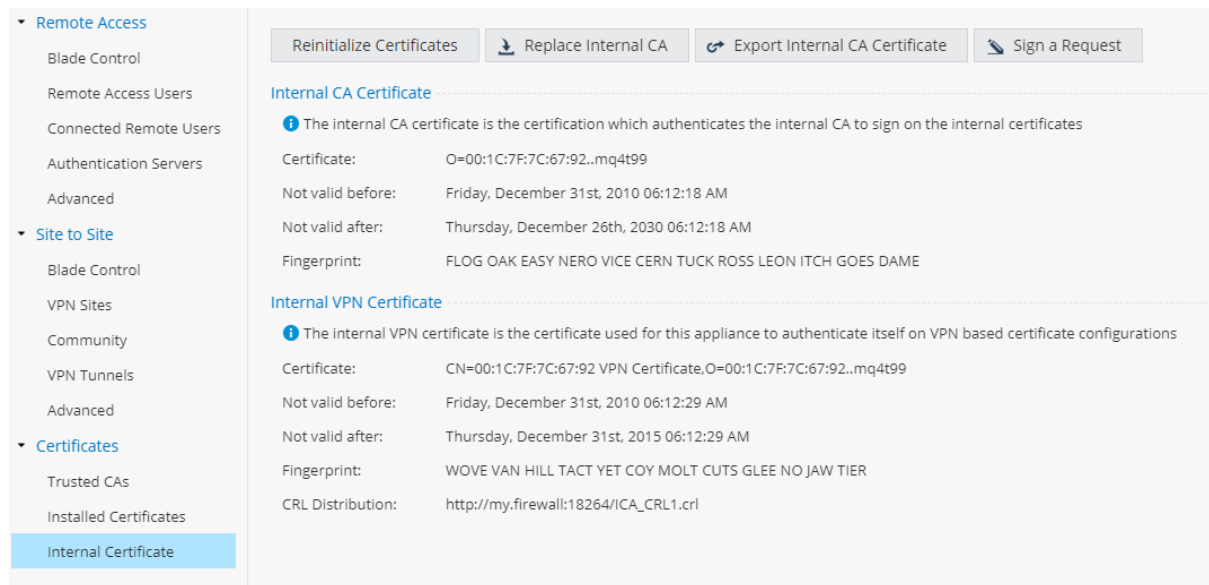 Remote Access
Blade Control
Remote Access Users
Connected Remote Users
Authentication Servers
Advanced
Site to Site
Blade Control
VPN Sites
Community
VPN Tunnels
Advanced
Certificates
Trusted CAs
Installed Certificates
Internal Certificate
Reinitialize Certificates Replace Internal CA Export Internal CA Certificate Sign a Request
Internal CA Certificate
The internal CA certificate is the certification which authenticates the internal CA to sign on the internal certificates
Certificate: O=00:1C:7F:7C:67:92..mq4t99
Not valid before: Friday, December 31st, 2010 06:12:18 AM
Not valid after: Thursday, December 26th, 2030 06:12:18 AM
Fingerprint: FLOG OAK EASY NERO VICE CERN TUCK ROSS LEON ITCH GOES DAME
Internal VPN Certificate
The internal VPN certificate is the certificate used for this appliance to authenticate itself on VPN based certificate configurations
Certificate: CN=00:1C:7F:7C:67:92 VPN Certificate,O=00:1C:7F:7C:67:92..mq4t99
Not valid before: Friday, December 31st, 2010 06:12:29 AM
Not valid after: Thursday, December 31st, 2015 06:12:29 AM
Fingerprint: WOVE VAN HILL TACT YET COY MOLT CUTS GLEE NO JAW TIER
CRL Distribution: http://my.firewall:18264/ICA_CRL1.crl